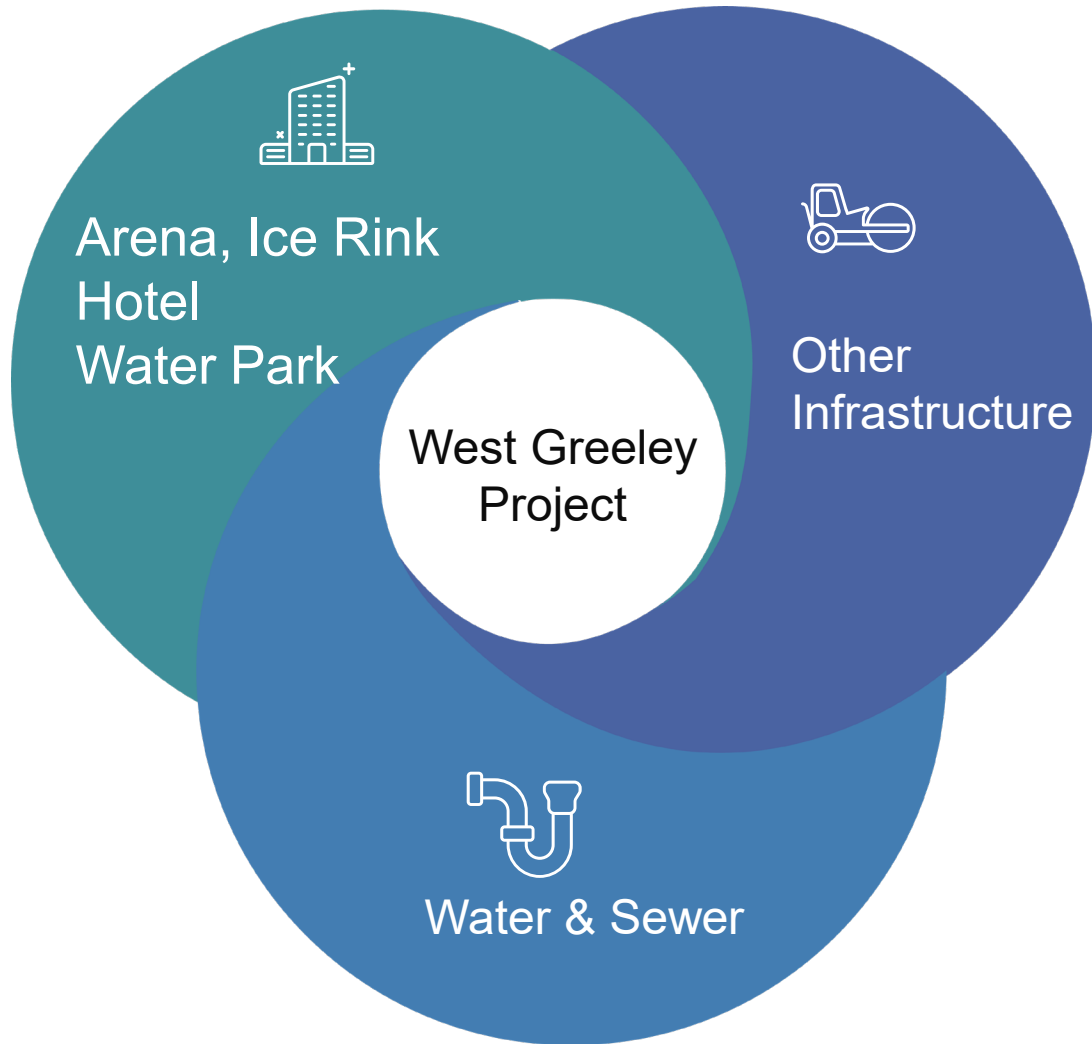 Arena, Ice Rink
Hotel
Water Park
Other
Infrastructure
West Greeley
Project
Water & Sewer